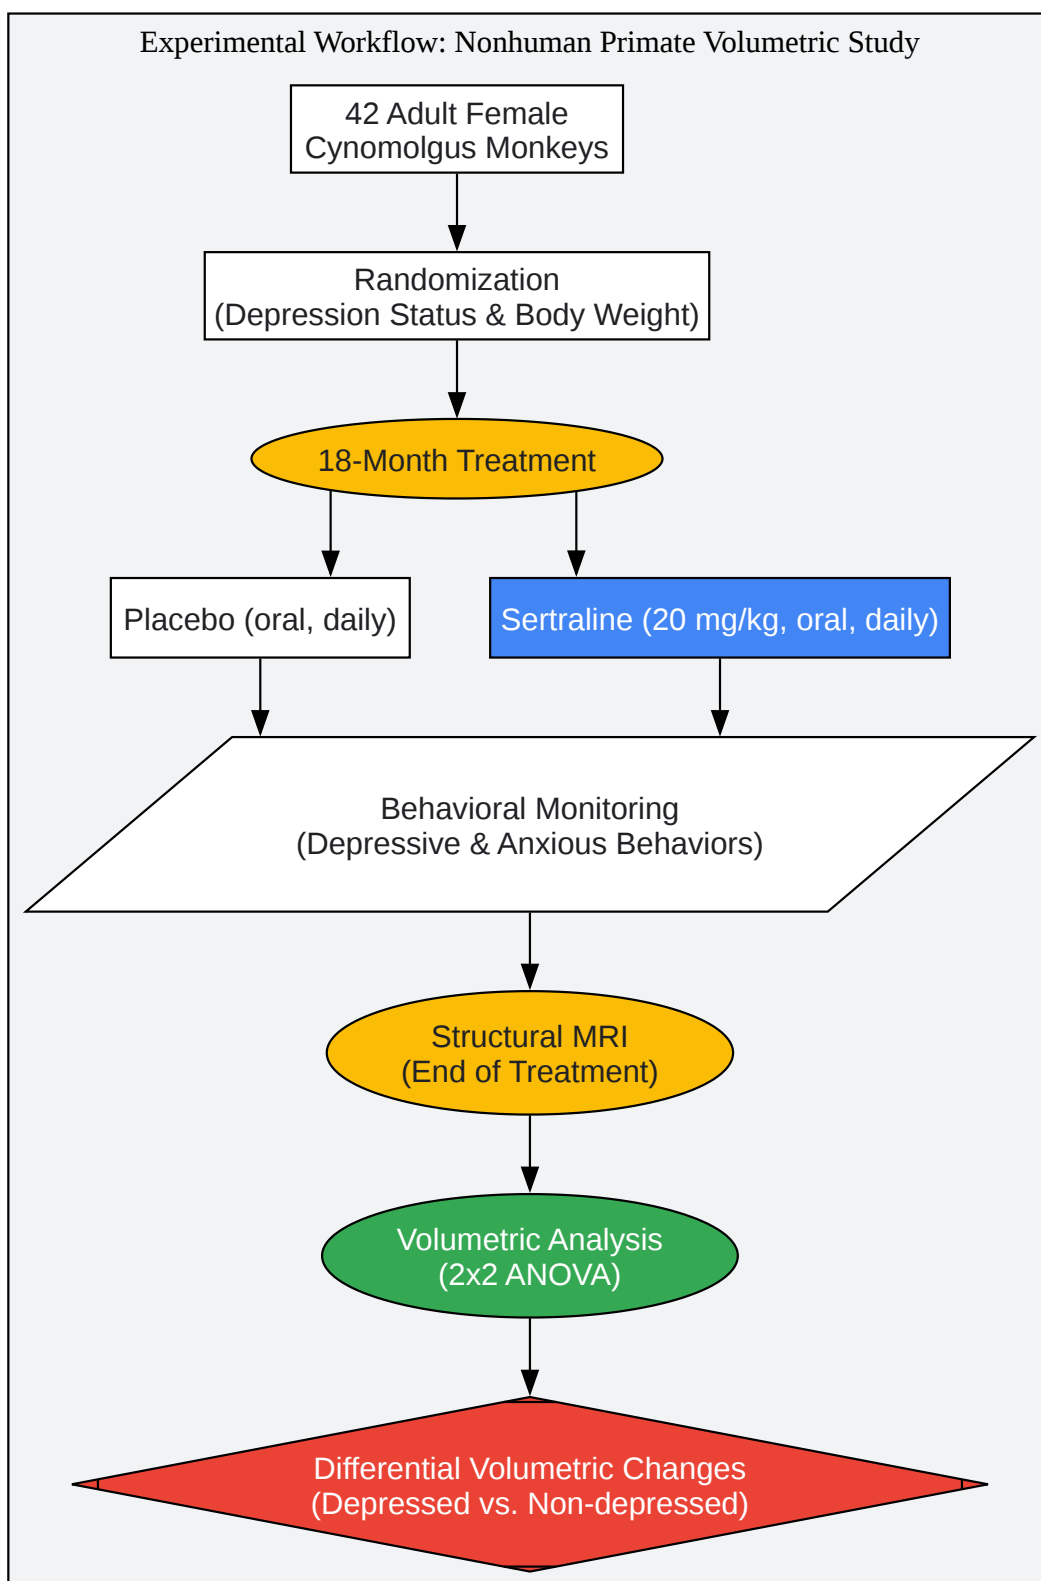 Experimental Workflow: Nonhuman Primate Volumetric Study
42 Adult Female
Cynomolgus Monkeys
Randomization
(Depression Status & Body Weight)
18-Month Treatment
Placebo (oral, daily)
Sertraline (20 mg/kg, oral, daily)
Behavioral Monitoring
(Depressive & Anxious Behaviors)
Structural MRI
(End of Treatment)
Volumetric Analysis
(2x2 ANOVA)
Differential Volumetric Changes
(Depressed vs. Non-depressed)